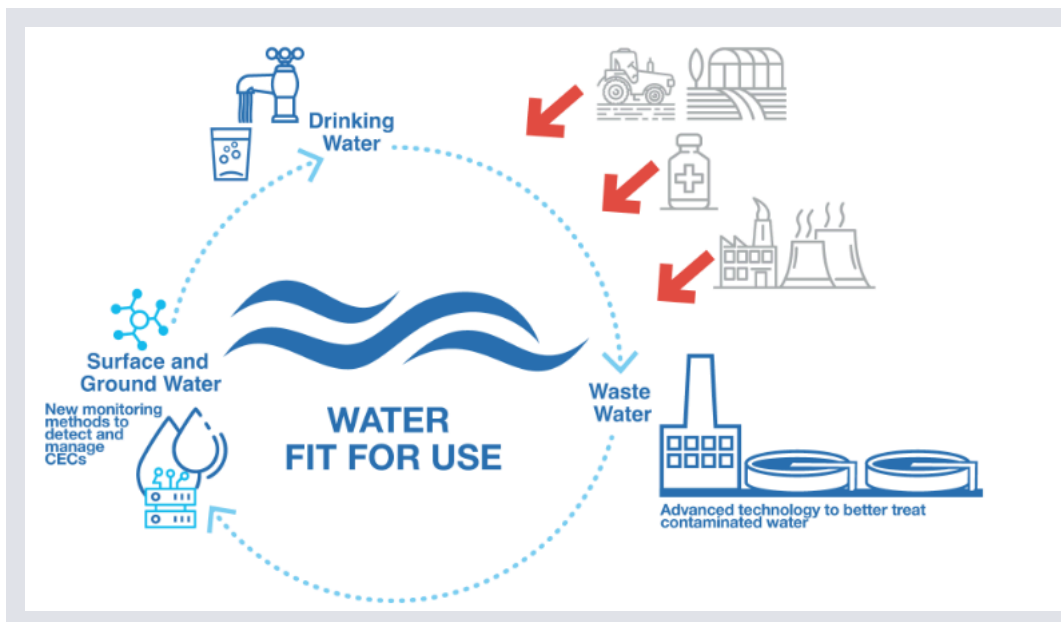 Drinking
Water
Surface and
Ground Water
New monitoring
methods to
detect and
manage
CECs
WATER
FIT FOR USE
Waste
Water
Advanced technology to better treat
contaminated water